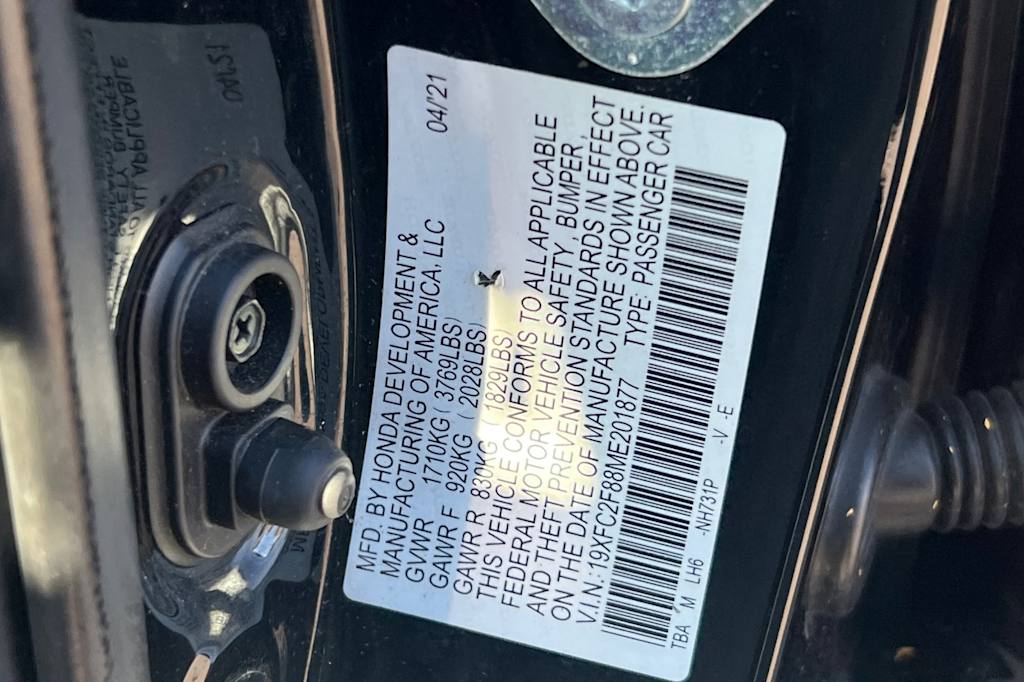 MFD. BY HONDA DEVELOPMENT &
MANUFACTURING OF AMERICA, LLC 04/'21
GVWR 1710KG ( 3769LBS)
GAWR F 920KG ( 2028LBS)
GAWR R 830KG ( 1829LBS)
THIS VEHICLE CONFORMS TO ALL APPLICABLE
FEDERAL MOTOR VEHICLE SAFETY, BUMPER,
AND THEFT PREVENTION STANDARDS IN EFFECT
ON THE DATE OF MANUFACTURE SHOWN ABOVE.
V.I.N.: 19XFC2F88ME201877 TYPE: PASSENGER CAR
TBA M LH6 -NH731P -V -E